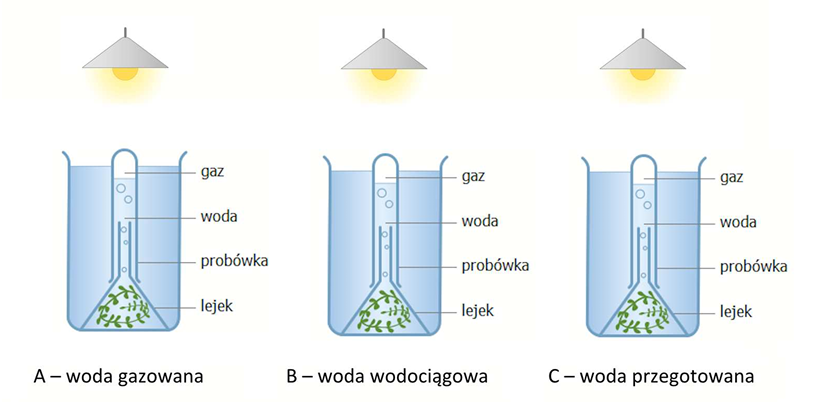 gaz
woda
probówka
lejek
A – woda gazowana
gaz
woda
probówka
lejek
B – woda wodociągowa
gaz
woda
probówka
lejek
C – woda przegotowana